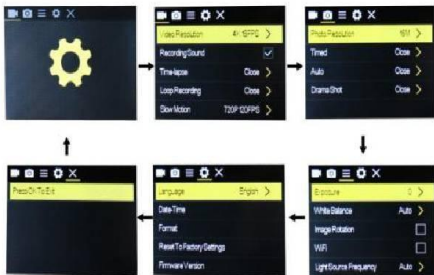 Video Resolution 4K 15FPS >
Recording Sound
Time-lapse Close >
Loop Recording Close >
Slow Motion 720P 120FPS >
Photo Resolution 16M >
Timed Close >
Auto Close >
Drama Shot Close >
Exposure 0 >
White Balance Auto >
Image Rotation
WiFi
Light Source Frequency Auto >
Language English >
Date-Time
Format
Reset To Factory Settings
Firmware Version
Press Ok To Exit